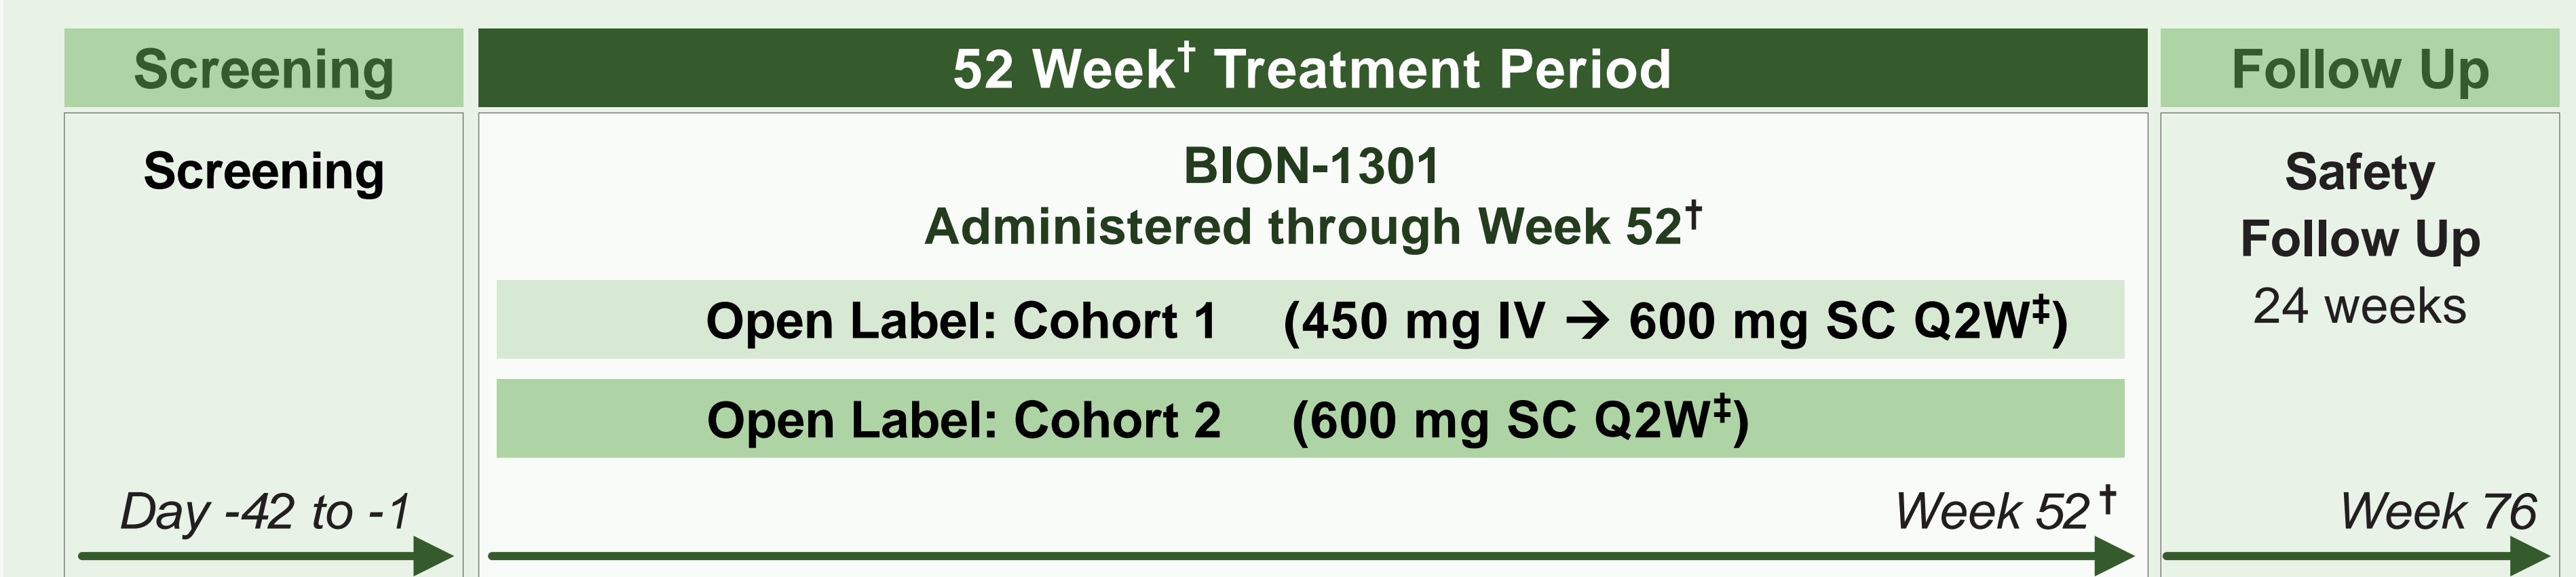 Screening
52 Week† Treatment Period
Follow Up
Screening
Day -42 to -1
BION-1301
Administered through Week 52†
Open Label: Cohort 1 (450 mg IV → 600 mg SC Q2W‡)
Open Label: Cohort 2 (600 mg SC Q2W‡)
Week 52†
Safety
Follow Up
24 weeks
Week 76